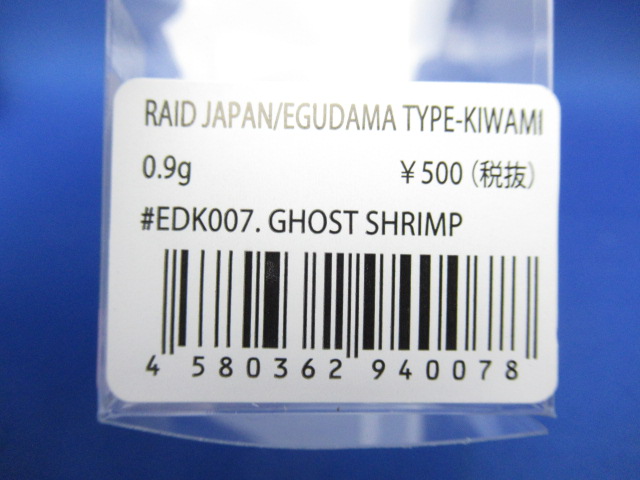 RAID JAPAN/EGUDAMA TYPE-KIWAMI
0.9g ¥500(税抜)
#EDK007. GHOST SHRIMP
4 580362 940078